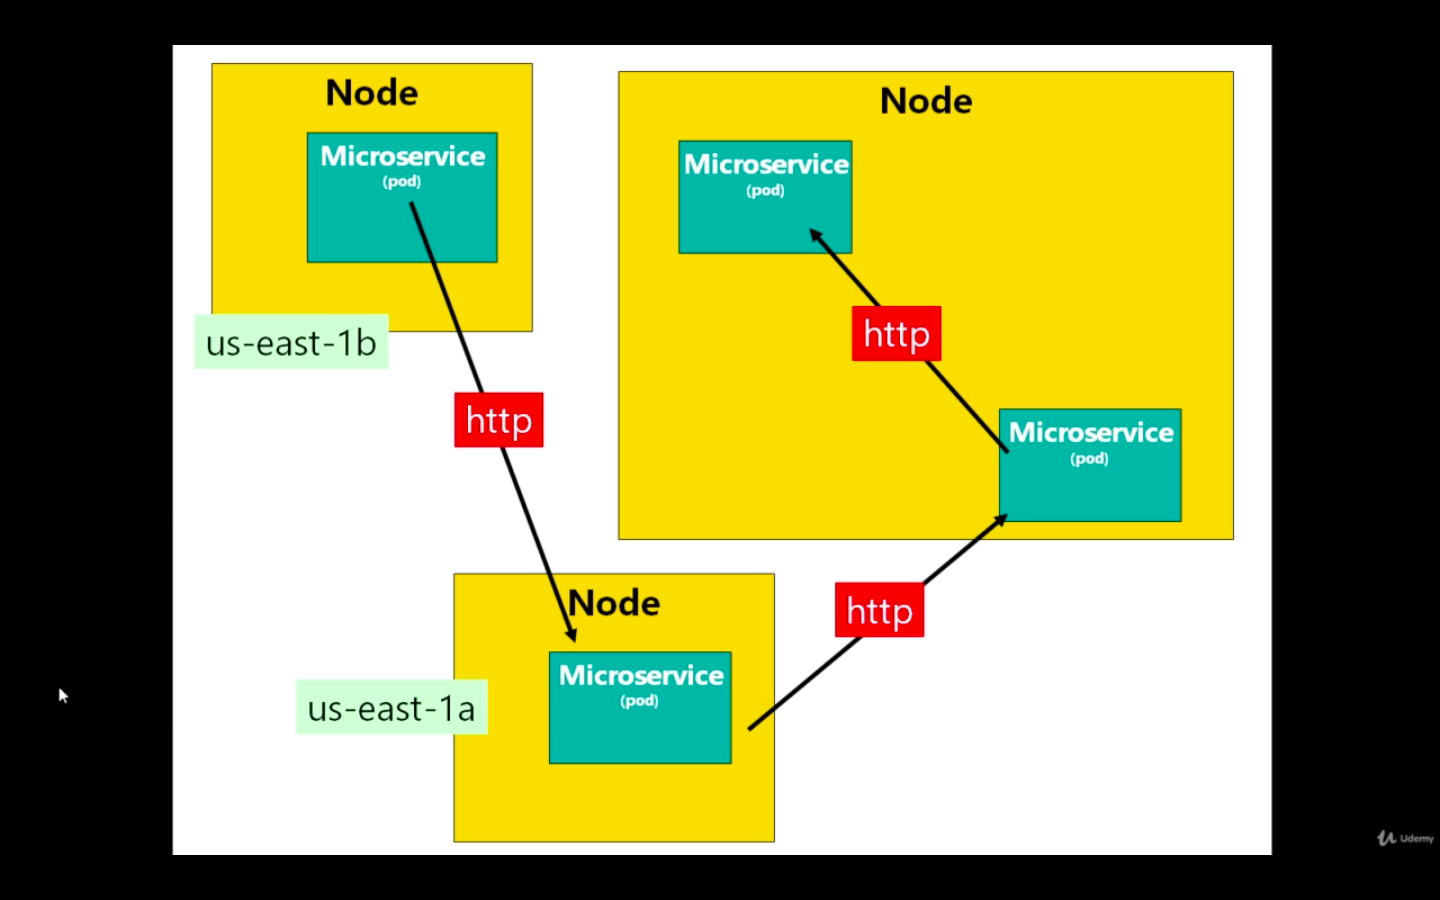 Node
Microservice
(pod)
us-east-1b
http
Node
Microservice
(pod)
http
Microservice
(pod)
http
Node
Microservice
(pod)
us-east-1a
Udemy